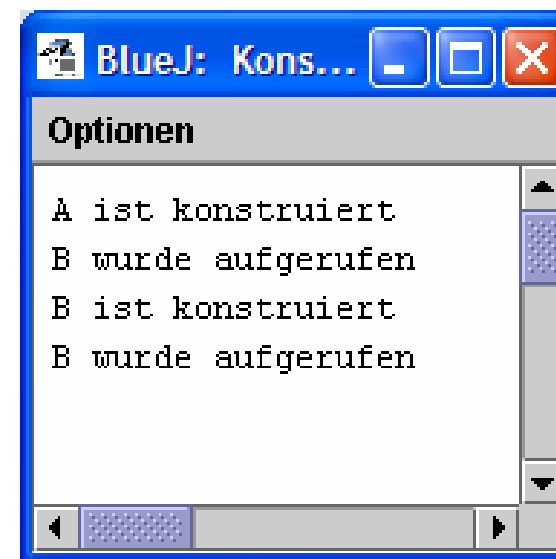 BlueJ: Kons...
Optionen
A ist konstruiert
B wurde aufgerufen
B ist konstruiert
B wurde aufgerufen